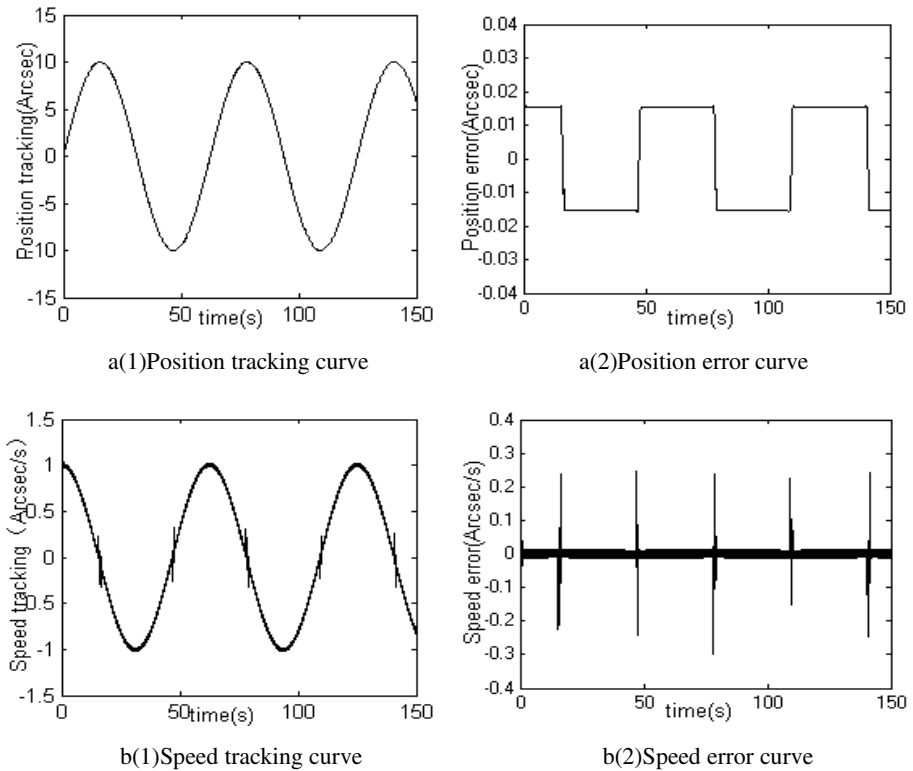 15
10
5
0
-5
-10
-15
Position tracking(Arcsec)
0 50 100 150
time(s)
a(1)Position tracking curve
0.04
0.03
0.02
0.01
0
-0.01
-0.02
-0.03
-0.04
Position error(Arcsec)
0 50 100 150
time(s)
a(2)Position error curve
1.5
1
0.5
0
-0.5
-1
-1.5
Speed tracking（Arcsec/s）
0 50 100 150
time(s)
b(1)Speed tracking curve
0.4
0.3
0.2
0.1
0
-0.1
-0.2
-0.3
-0.4
Speed error(Arcsec/s)
0 50 100 150
time(s)
b(2)Speed error curve